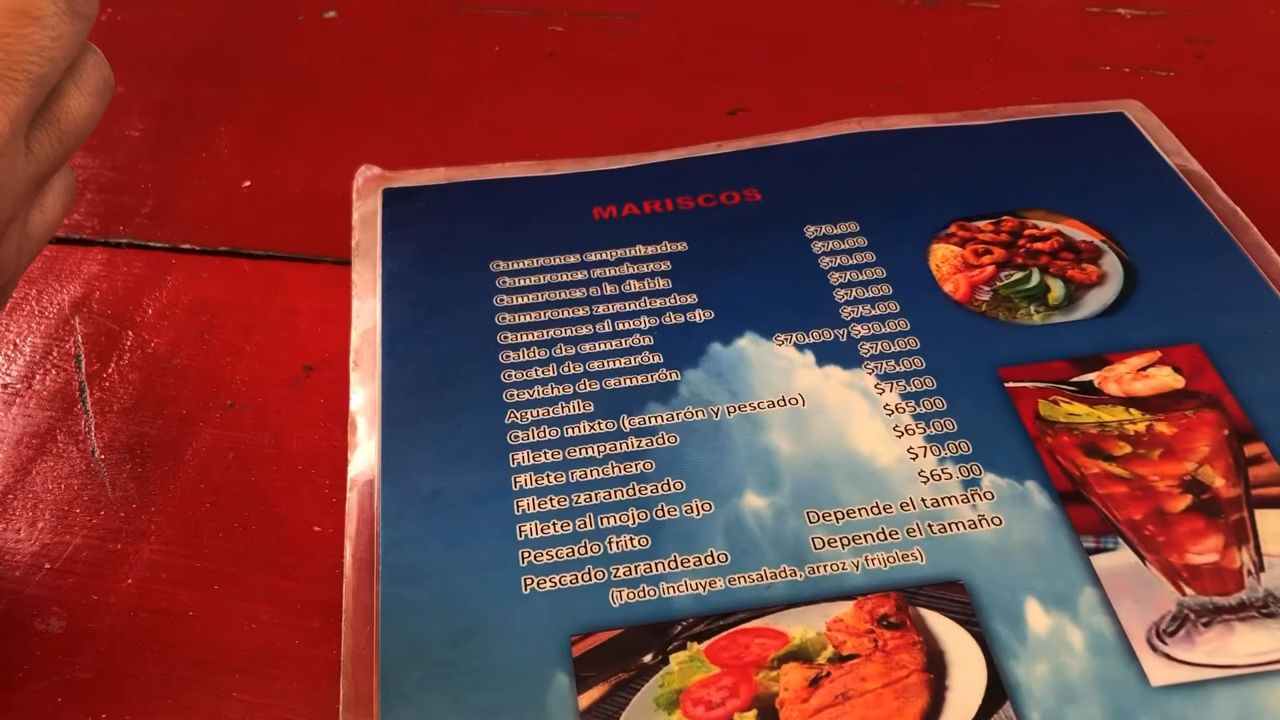 MARISCOS
Camarones empanizados $70.00
Camarones rancheros $70.00
Camarones a la diabla $70.00
Camarones zarandeados $70.00
Camarones al mojo de ajo $70.00
Caldo de camarón $75.00
Coctel de camarón $70.00 y $90.00
Ceviche de camarón $70.00
Aguachile $75.00
Caldo mixto (camarón y pescado) $75.00
Filete empanizado $65.00
Filete ranchero $65.00
Filete zarandeado $70.00
Filete al mojo de ajo $65.00
Pescado frito Depende el tamaño
Pescado zarandeado Depende el tamaño
(Todo incluye: ensalada, arroz y frijoles)